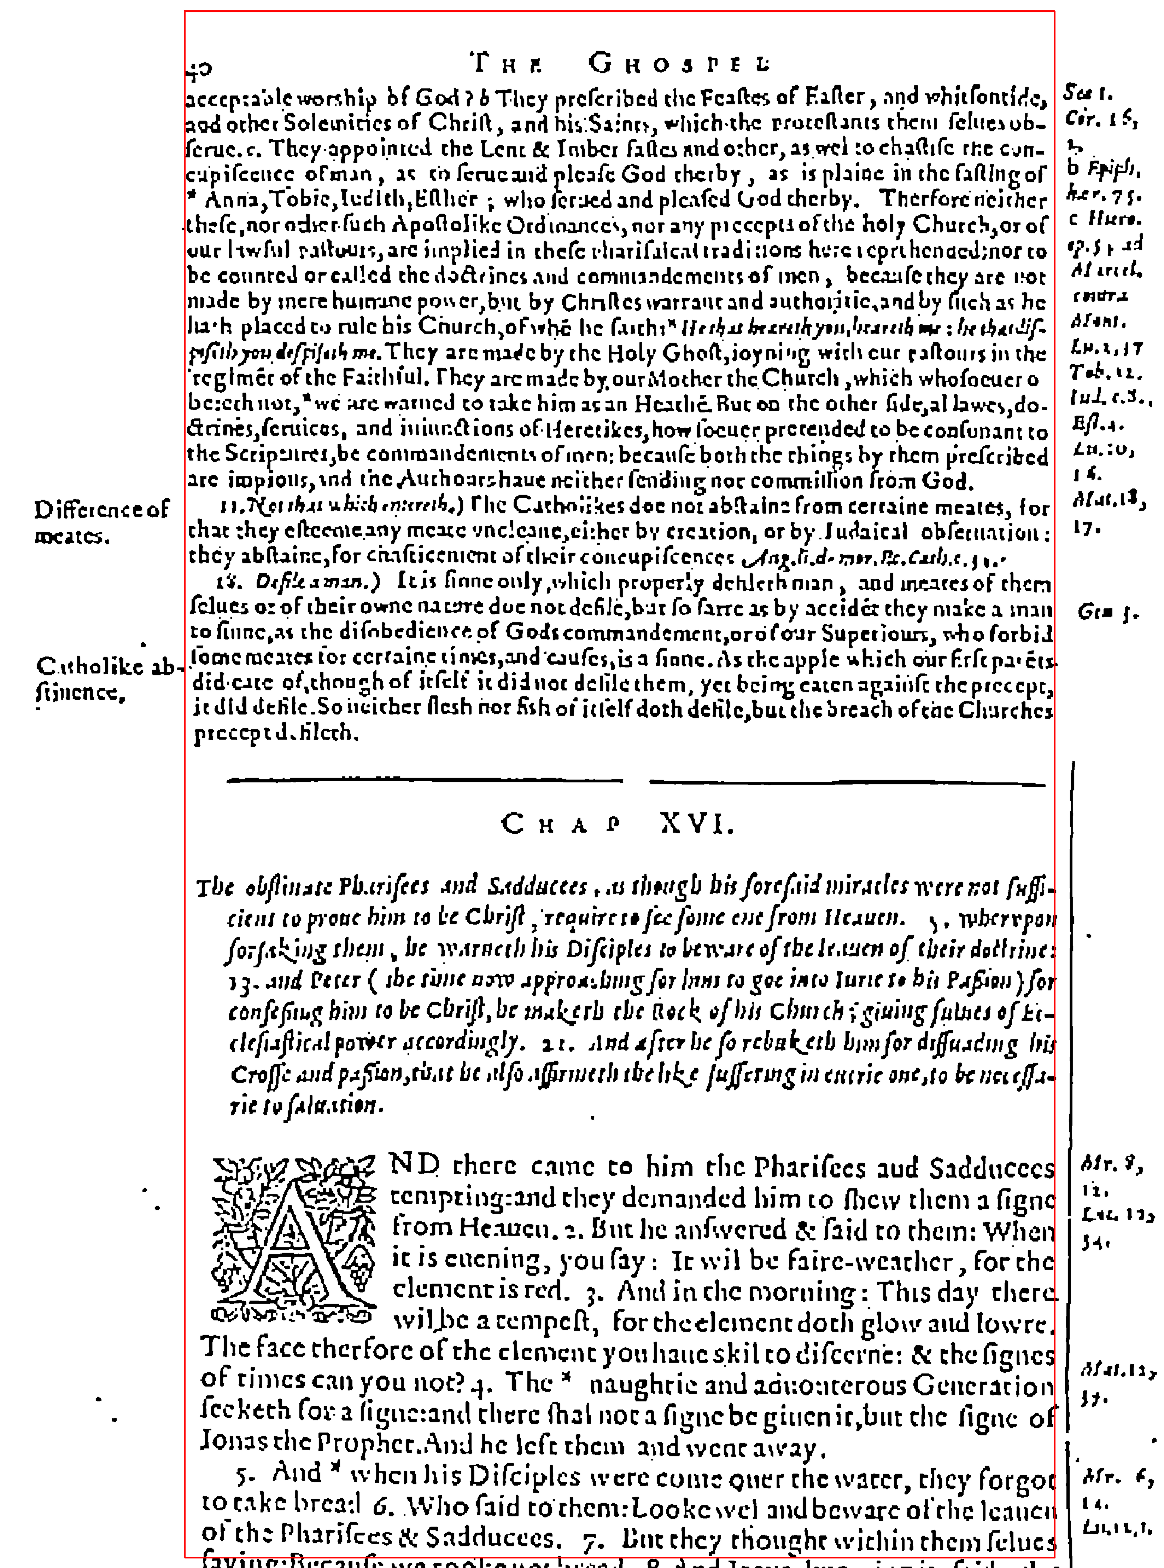 40 THE GHOSPEL
acceptable worship of God? b They prescribed the Feastes of Easter, and whitsontide,
and other Solemnities of Christ, and his Saints, which the protestants them selues ob-
serue. c. They appointed the Lent & Imber fastes and other, as wel to chastise the con-
cupiscence of man, as to serue and please God therby, as is plaine in the fasting of
* Anna, Tobie, Iudith, Esther; who serued and pleased God therby. Therfore neither
these, nor other such Apostolike Ordinances, nor any precepts of the holy Church, or of
our lawful pastours, are implied in these pharisaical traditions here reprehended; nor to
be counted or called the doctrines and commandements of men, because they are not
made by mere humane power, but by Christes warrant and authoritie, and by such as he
hath placed to rule his Church, of whē he saith: * He that heareth you, heareth me: he that dis-
piseth you, despiseth me. They are made by the Holy Ghost, ioyning with our pastours in the
regimēt of the Faithful. They are made by our Mother the Church, which whosoeuer o
beieth not, * we are warned to take him as an Heathē. But on the other side, al lawes, do-
ctrines, seruices, and iniunctions of Heretikes, how soeuer pretended to be consonant to
the Scriptures, be commandements of men: because both the things by them prescribed
are impious, and the Authours haue neither sending nor commission from God.
11. Not that which entereth.) The Catholikes doe not abstaine from certaine meates, for
that they esteeme any meate vncleane, either by creation, or by Judaical obseruation:
they abstaine, for chasticement of their concupiscences Aug. li. de mor. Ec. Cath. c.
18. Defile a man.) It is sinne only, which properly defileth man, and meates of them
selues or of their owne nature doe not defile, but so farre as by accidēt they make a man
to sinne, as the disobedience of Gods commandement, or of our Superiours, who forbid
some meates for certaine times, and causes, is a sinne. As the apple which our first parēts
did eate of, though of itself it did not defile them, yet being eaten against the precept,
it did defile. So neither flesh nor fish of itself doth defile, but the breach of the Churches
precept defileth.
Ser 1.
Cor. 16,
b Epiph.
her. 75.
c Hiero.
ep. 54 ad
Marcel.
contra
Mont.
Lu. 2, 37
Tob. 12.
Iud. c. 8.,
Est. 4.
Lu. 10,
16.
Mat. 18,
17.
Gen 3.
Difference of
meates.
Catholike ab-
stinence,
CHAP XVI.
The obstinate Pharisees and Sadducees, as though his foresaid miracles were not suffi-
cient to proue him to be Christ, require to see some one from Heauen. 5. wherevpon
forsaking them, he warneth his Disciples to beware of the leauen of their doctrine:
13. and Peter (the time now approching for him to goe into Iurie to his Passion) for
confessing him to be Christ, he maketh the Rock of his Church; giuing fulnes of Ec-
clesiastical power accordingly. 21. And after he so rebuketh him for dissuading his
Crosse and passion, that he also affirmeth the like suffering in euerie one, to be necessa-
rie to saluation.
AND there came to him the Pharisees aud Sadducees
tempting: and they demanded him to shew them a signe
from Heauen. 2. But he answered & said to them: When
it is euening, you say: It wil be faire-weather, for the
element is red. 3. And in the morning: This day there
wil be a tempest, for the element doth glow and lowre.
The face therfore of the element you haue skil to discerne: & the signes
of times can you not? 4. The * naughtie and aduouterous Generation
seeketh for a signe: and there shal not a signe be giuen it, but the signe of
Jonas the Prophet. And he left them and went away.
5. And * when his Disciples were come ouer the water, they forgot
to take bread 6. Who said to them: Looke wel and beware of the leauen
of the Pharisees & Sadducees. 7. But they thought within them selues
saying: Because we
Mr. 8,
12.
Luc. 12,
54.
Mat. 12,
39.
Mr. 6,
14.
Lu. 12, 1.